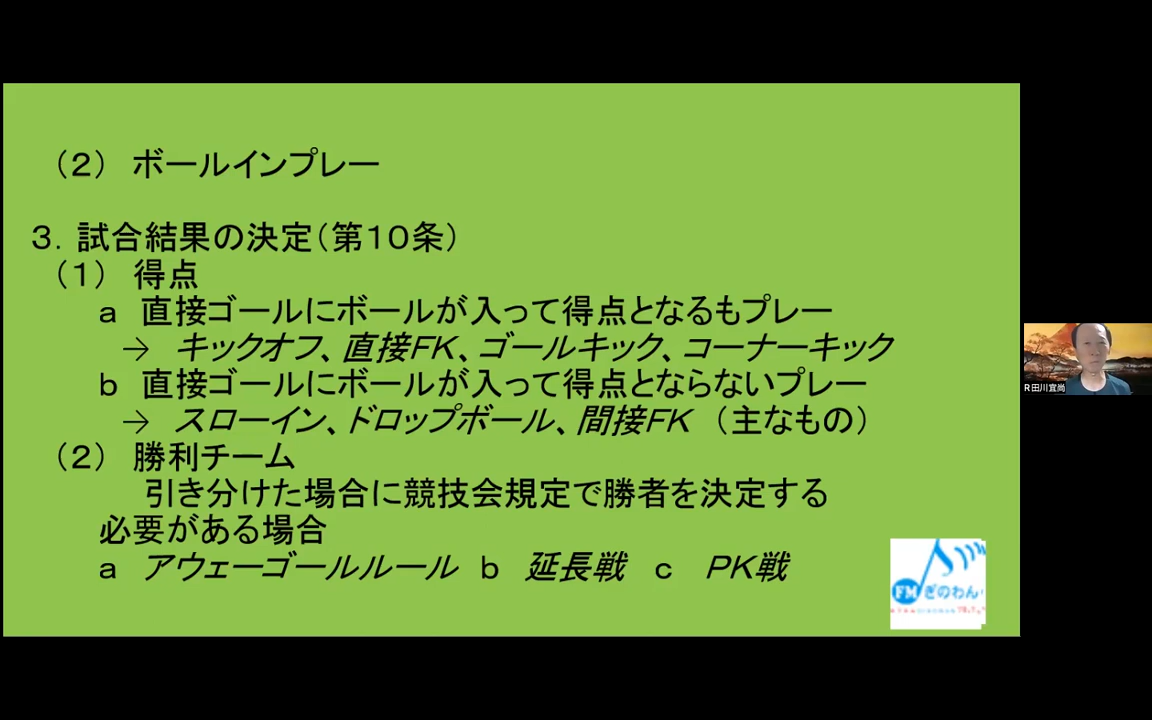 （２） ボールインプレー
３．試合結果の決定（第１０条）
（１） 得点
a 直接ゴールにボールが入って得点となるもプレー
→ キックオフ、直接FK、ゴールキック、コーナーキック
b 直接ゴールにボールが入って得点とならないプレー
→ スローイン、ドロップボール、間接FK （主なもの）
（２） 勝利チーム
引き分けた場合に競技会規定で勝者を決定する
必要がある場合
a アウェーゴールルール b 延長戦 c PK戦
FM ぎのわん
R田川宜尚